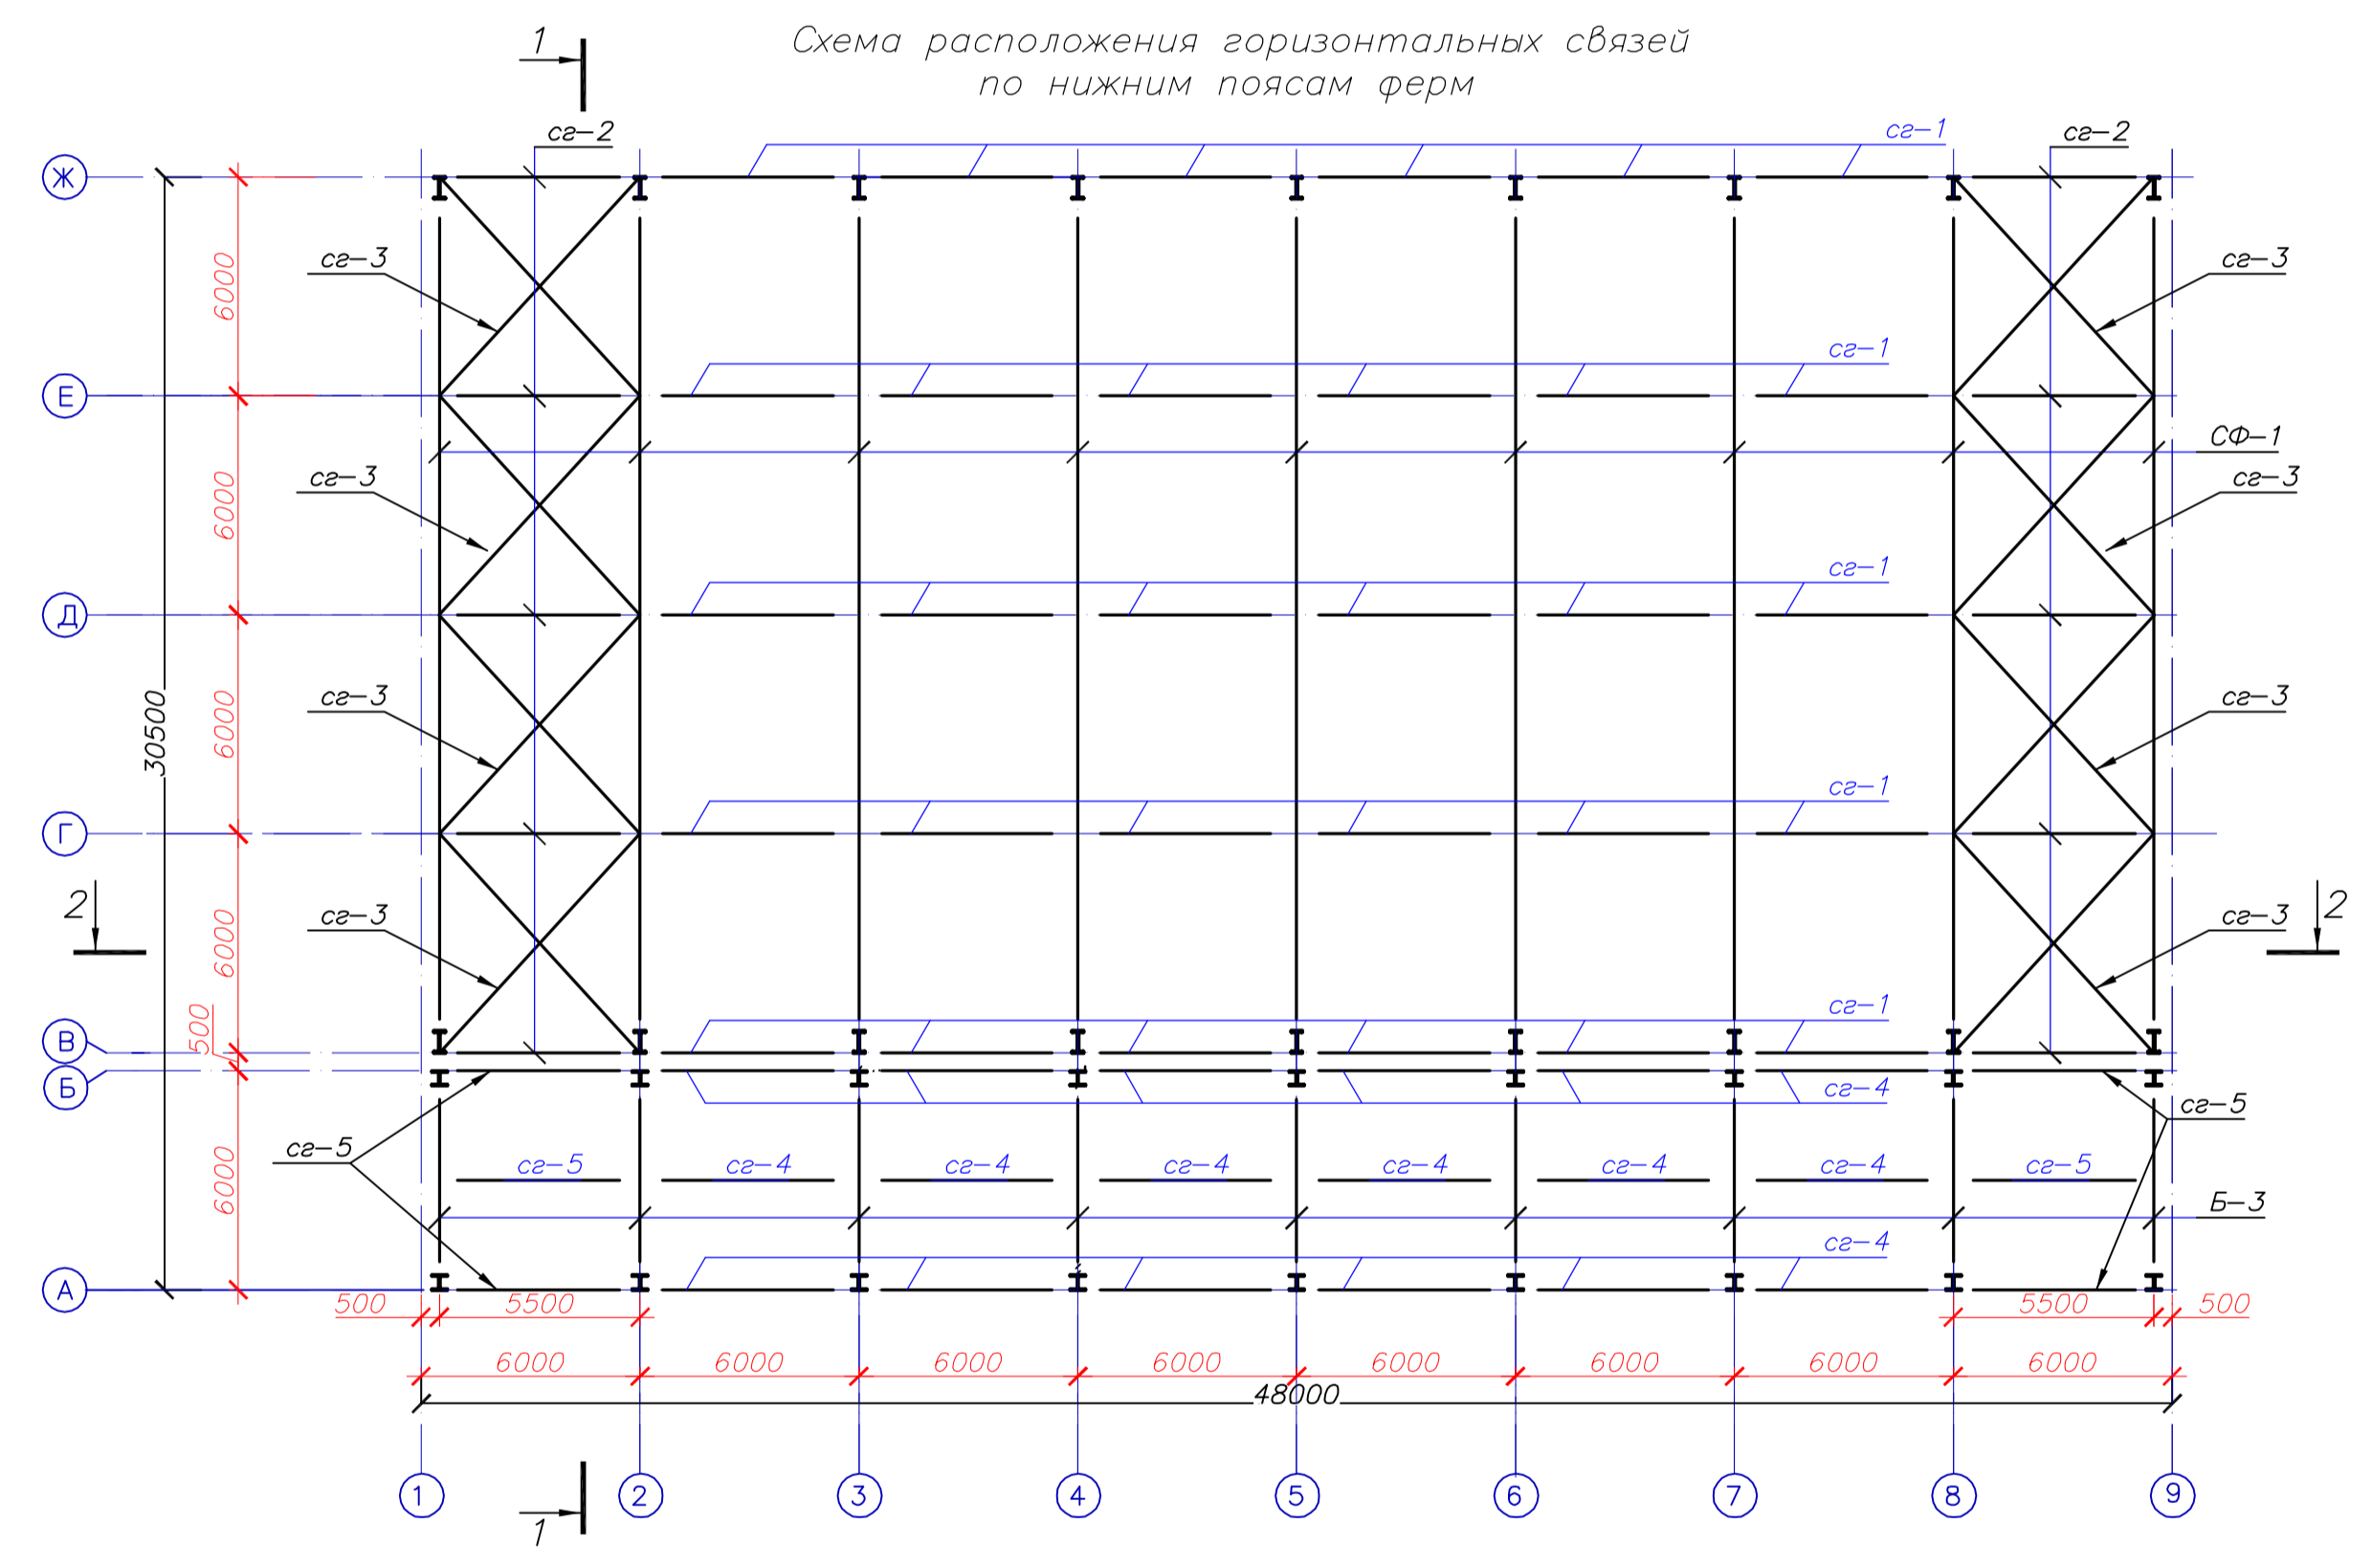 Схема расположения горизонтальных связей
по нижним поясам ферм
1
сг-2
сг-1
сг-2
Ж
сг-3
сг-3
6000
сг-1
Е
СФ-1
сг-3
сг-3
6000
сг-1
Д
сг-3
сг-3
6000
30500
сг-1
Г
2
сг-3
сг-3
2
6000
500
сг-1
В
Б
сг-4
сг-5
сг-5
сг-5
сг-4
сг-4
сг-4
сг-4
сг-4
сг-4
сг-5
6000
Б-3
сг-4
А
500
5500
5500
500
6000
6000
6000
6000
6000
6000
6000
6000
48000
1
2
3
4
5
6
7
8
9
1